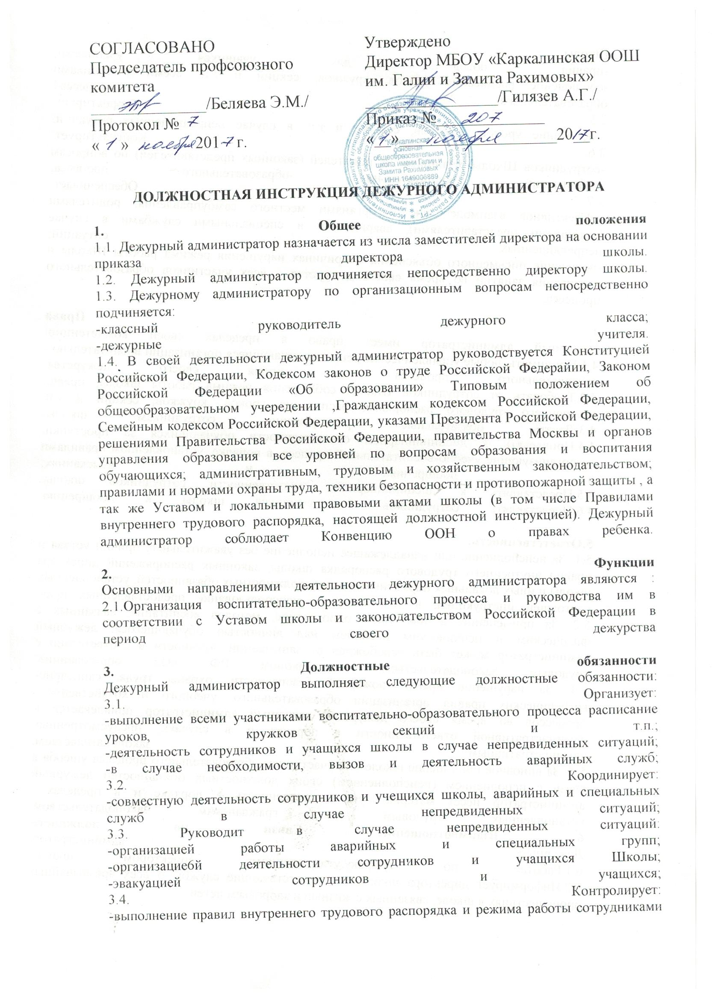 СОГЛАСОВАНО
Председатель профсоюзного
комитета
/Беляева Э.М./
Протокол № 7
« 1 » ноября 2017 г.
Утверждено
Директор МБОУ «Каркалинская ООШ
им. Галии и Замита Рахимовых»
/Гилязев А.Г./
Приказ № 207
« 1 » ноября 2017 г.
"Каркалинская
основная
общеобразовательная
школа имени Галии и
Замита Рахимовых"
ИНН 1649006889
ДОЛЖНОСТНАЯ ИНСТРУКЦИЯ ДЕЖУРНОГО АДМИНИСТРАТОРА
1. Общее положения
1.1. Дежурный администратор назначается из числа заместителей директора на основании
приказа директора школы.
1.2. Дежурный администратор подчиняется непосредственно директору школы.
1.3. Дежурному администратору по организационным вопросам непосредственно
подчиняется:
-классный руководитель дежурного класса;
-дежурные учителя.
1.4. В своей деятельности дежурный администратор руководствуется Конституцией
Российской Федерации, Кодексом законов о труде Российской Федерайии, Законом
Российской Федерации «Об образовании» Типовым положением об
общеообразовательном учередении ,Гражданским кодексом Российской Федерации,
Семейным кодексом Российской Федерации, указами Президента Российской Федерации,
решениями Правительства Российской Федерации, правительства Москвы и органов
управления образования все уровней по вопросам образования и воспитания
обучающихся; административным, трудовым и хозяйственным законодательством;
правилами и нормами охраны труда, техники безопасности и противопожарной защиты , а
так же Уставом и локальными правовыми актами школы (в том числе Правилами
внутреннего трудового распорядка, настоящей должностной инструкцией). Дежурный
администратор соблюдает Конвенцию ООН о правах ребенка.
2. Функции
Основными направлениями деятельности дежурного администратора являются :
2.1.Организация воспитательно-образовательного процесса и руководства им в
соответствии с Уставом школы и законодательством Российской Федерации в
период своего дежурства
3. Должностные обязанности
Дежурный администратор выполняет следующие должностные обязанности:
3.1. Организует:
-выполнение всеми участниками воспитательно-образовательного процесса расписание
уроков, кружков секций и т.п.;
-деятельность сотрудников и учащихся школы в случае непредвиденных ситуаций;
-в случае необходимости, вызов и деятельность аварийных служб;
3.2. Координирует:
-совместную деятельность сотрудников и учещихся школы, аварийных и специальных
служб в случае непредвиденных ситуаций;
3.3. Руководит в случае непредвиденных ситуаций:
-организацией работы аварийных и специальных групп;
-организациебй деятельности сотрудников и учащихся Школы;
-эвакуацией сотрудников и учащихся;
3.4. Контролирует:
-выполнение правил внутреннего трудового распорядка и режима работы сотрудниками